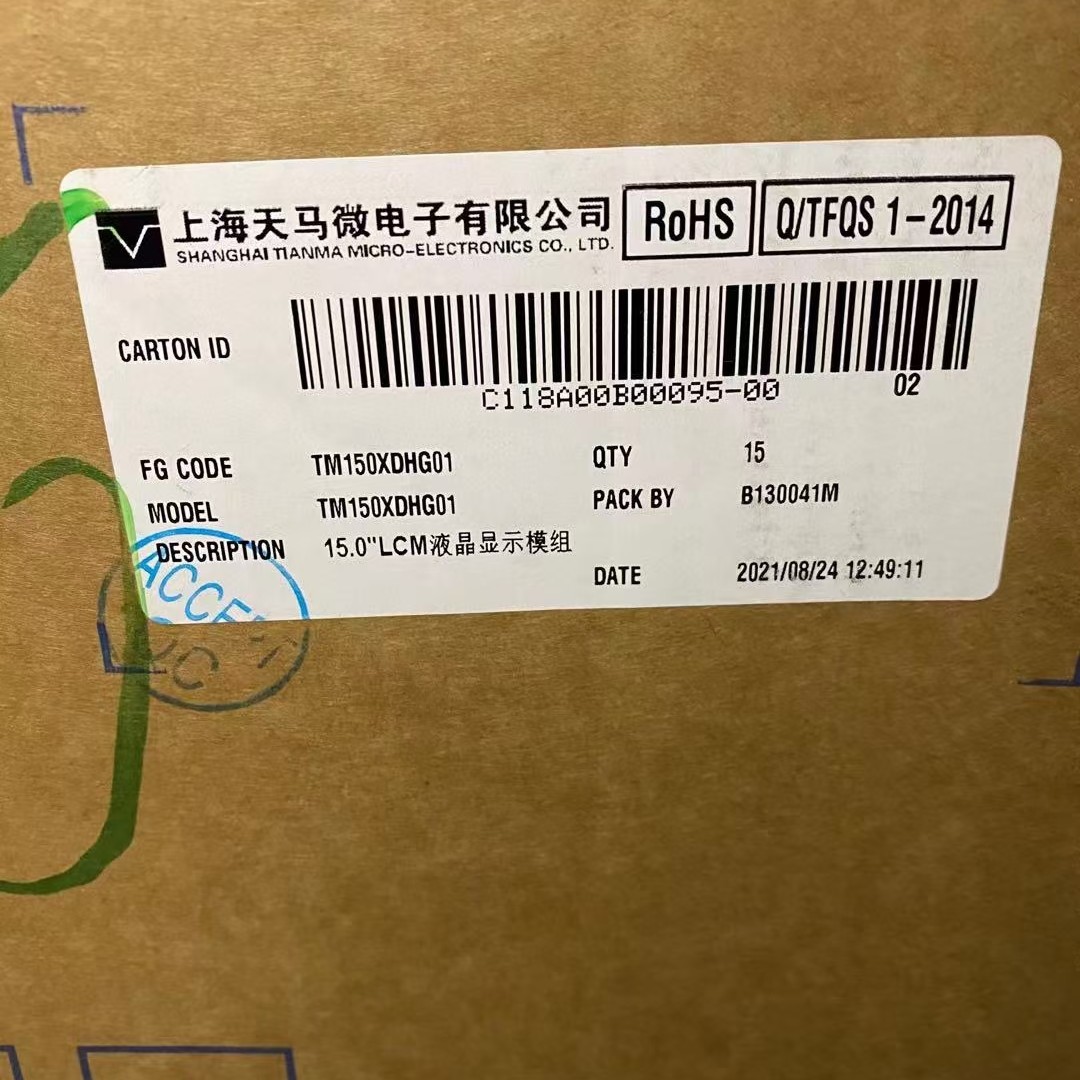 上海天马微电子有限公司
SHANGHAI TIANMA MICRO-ELECTRONICS CO., LTD.
RoHS
Q/TFQS 1-2014
CARTON ID
C118A00B00095-00
02
FG CODE TM150XDHG01 QTY 15
MODEL TM150XDHG01 PACK BY B130041M
DESCRIPTION 15.0"LCM液晶显示模组
DATE 2021/08/24 12:49:11